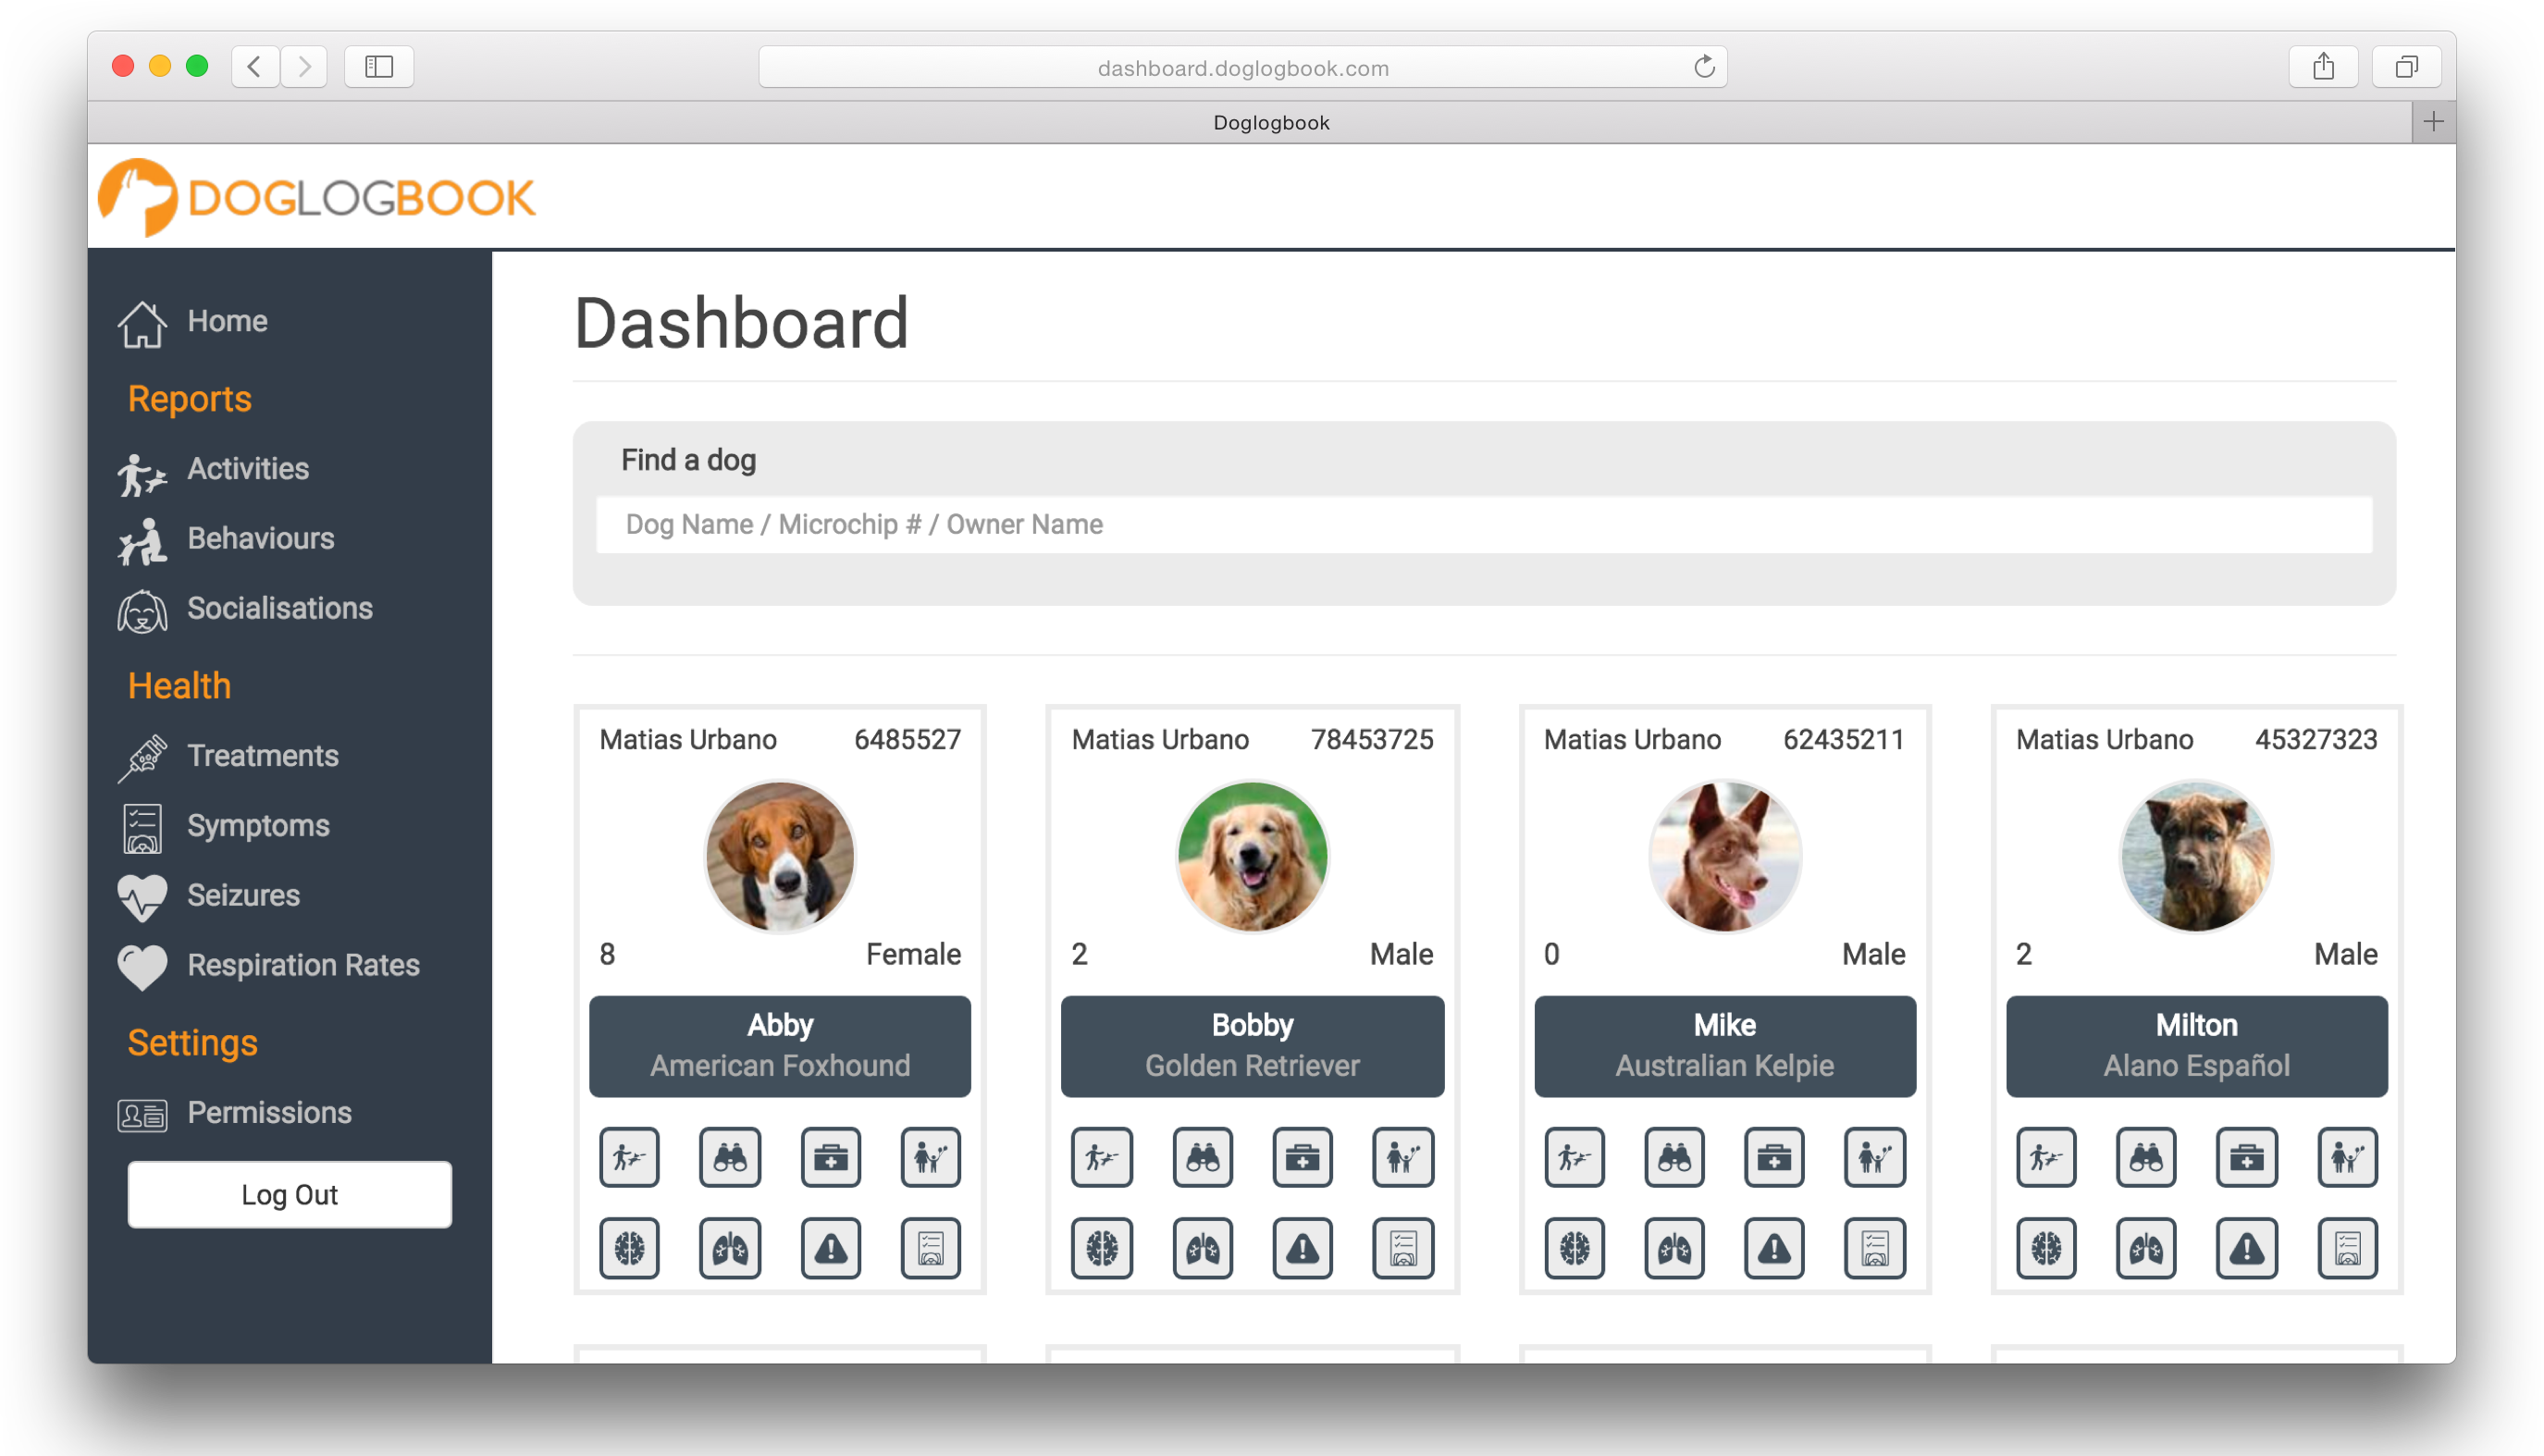 dashboard.doglogbook.com
Doglogbook
DOGLOGBOOK
Home
Reports
Activities
Behaviours
Socialisations
Health
Treatments
Symptoms
Seizures
Respiration Rates
Settings
Permissions
Log Out
Dashboard
Find a dog
Dog Name / Microchip # / Owner Name
Matias Urbano 6485527
8 Female
Abby
American Foxhound
Matias Urbano 78453725
2 Male
Bobby
Golden Retriever
Matias Urbano 62435211
0 Male
Mike
Australian Kelpie
Matias Urbano 45327323
2 Male
Milton
Alano Español